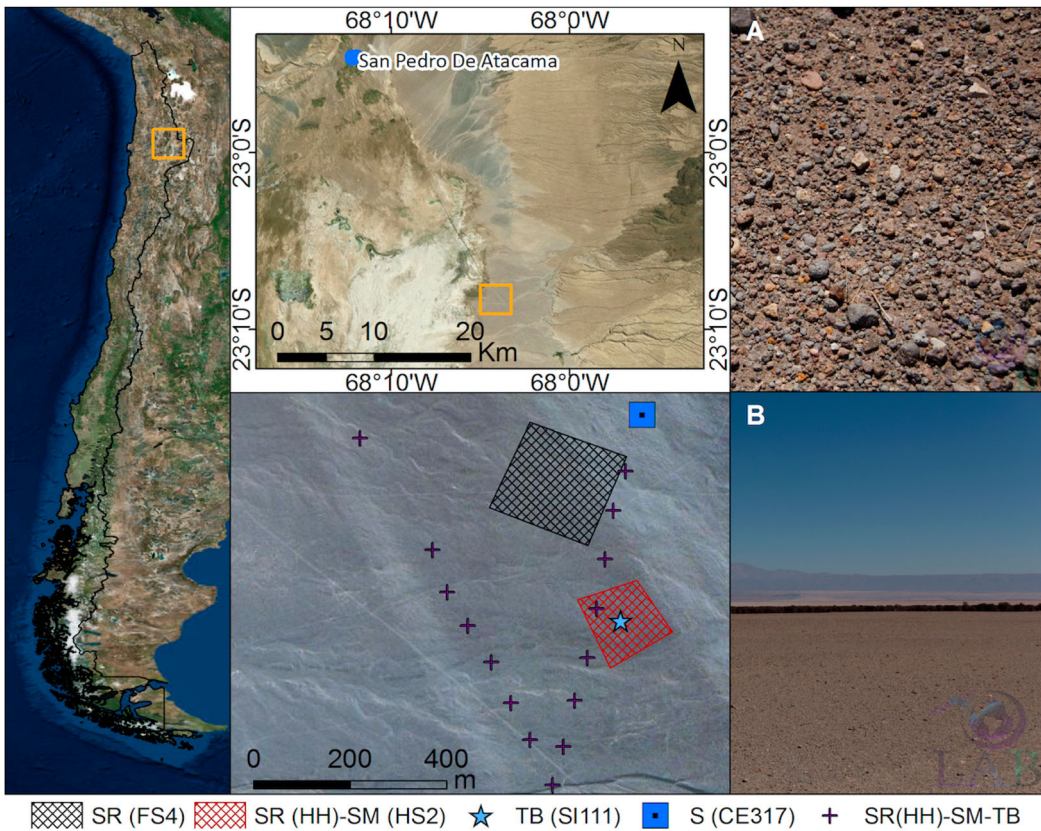 68°10'W 68°0'W
San Pedro De Atacama
N
23°0'S
23°0'S
23°10'S
23°10'S
0 5 10 20
Km
68°10'W 68°0'W
A
B
0 200 400
m
LAB
SR (FS4) SR (HH)-SM (HS2) TB (SI111) S (CE317) SR(HH)-SM-TB